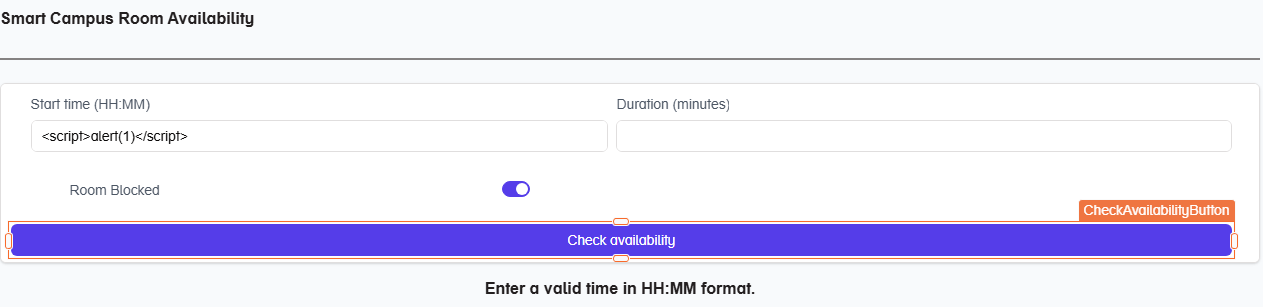 Smart Campus Room Availability
Start time (HH:MM)
Duration (minutes)
<script>alert(1)</script>
Room Blocked
CheckAvailabilityButton
Check availability
Enter a valid time in HH:MM format.